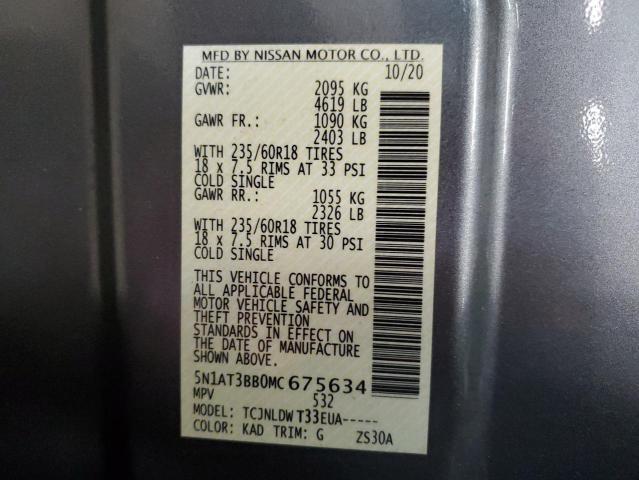 MFD BY NISSAN MOTOR CO., LTD.
DATE: 10/20
GVWR: 2095 KG
4619 LB
GAWR FR.: 1090 KG
2403 LB
WITH 235/60R18 TIRES
18 x 7.5 RIMS AT 33 PSI
COLD SINGLE
GAWR RR.: 1055 KG
2326 LB
WITH 235/60R18 TIRES
18 x 7.5 RIMS AT 30 PSI
COLD SINGLE
THIS VEHICLE CONFORMS TO
ALL APPLICABLE FEDERAL
MOTOR VEHICLE SAFETY AND
THEFT PREVENTION
STANDARDS IN EFFECT ON
THE DATE OF MANUFACTURE
SHOWN ABOVE.
5N1AT3BB0MC675634
MPV 532
MODEL: TCJNLDWT33EUA-----
COLOR: KAD TRIM: G ZS30A